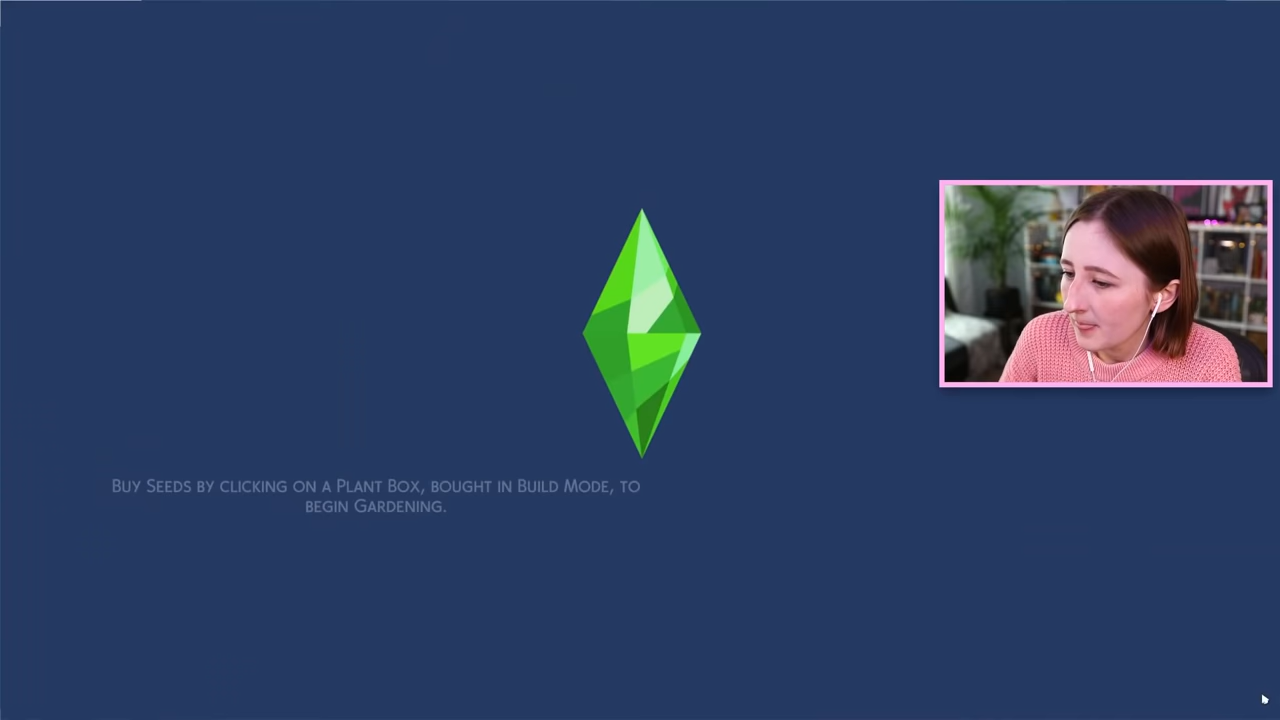 Buy Seeds by clicking on a Plant Box, bought in Build Mode, to
begin Gardening.